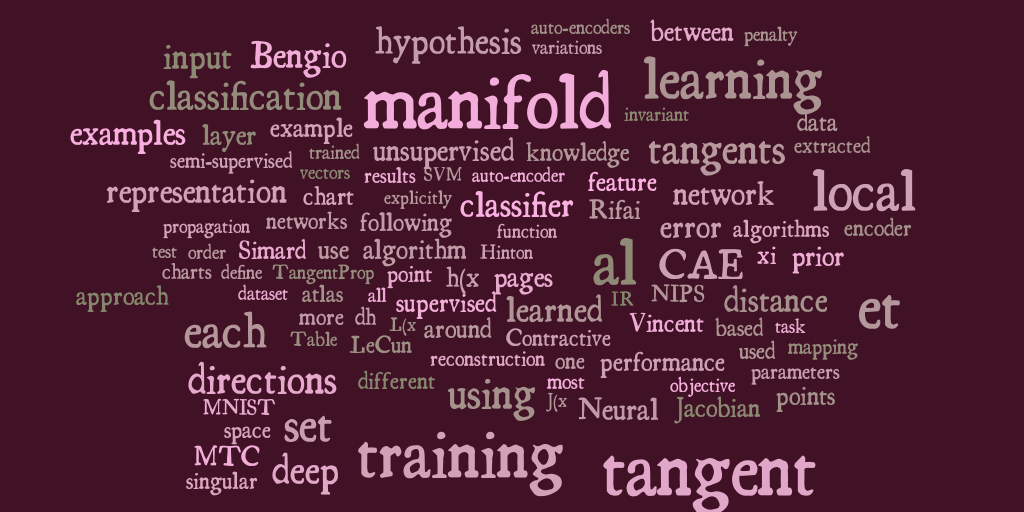 auto-encoders between penalty
hypothesis variations
input Bengio
learning
classification manifold invariant
data
examples layer example
extracted
semi-supervised trained unsupervised knowledge tangents
vectors results SVM auto-encoder
feature
representation chart explicitly classifier Rifai network local
propagation networks following function error algorithms encoder
test order Simard use algorithm Hinton al CAE xi prior
charts define TangentProp point h(x pages
approach dataset atlas all supervised learned IR NIPS distance et
each more dh L(x around Vincent based task
Table LeCun Contractive
reconstruction one performance used mapping
directions different most objective parameters
MNIST using J(x Neural Jacobian points
space set
MTC training tangent
singular deep